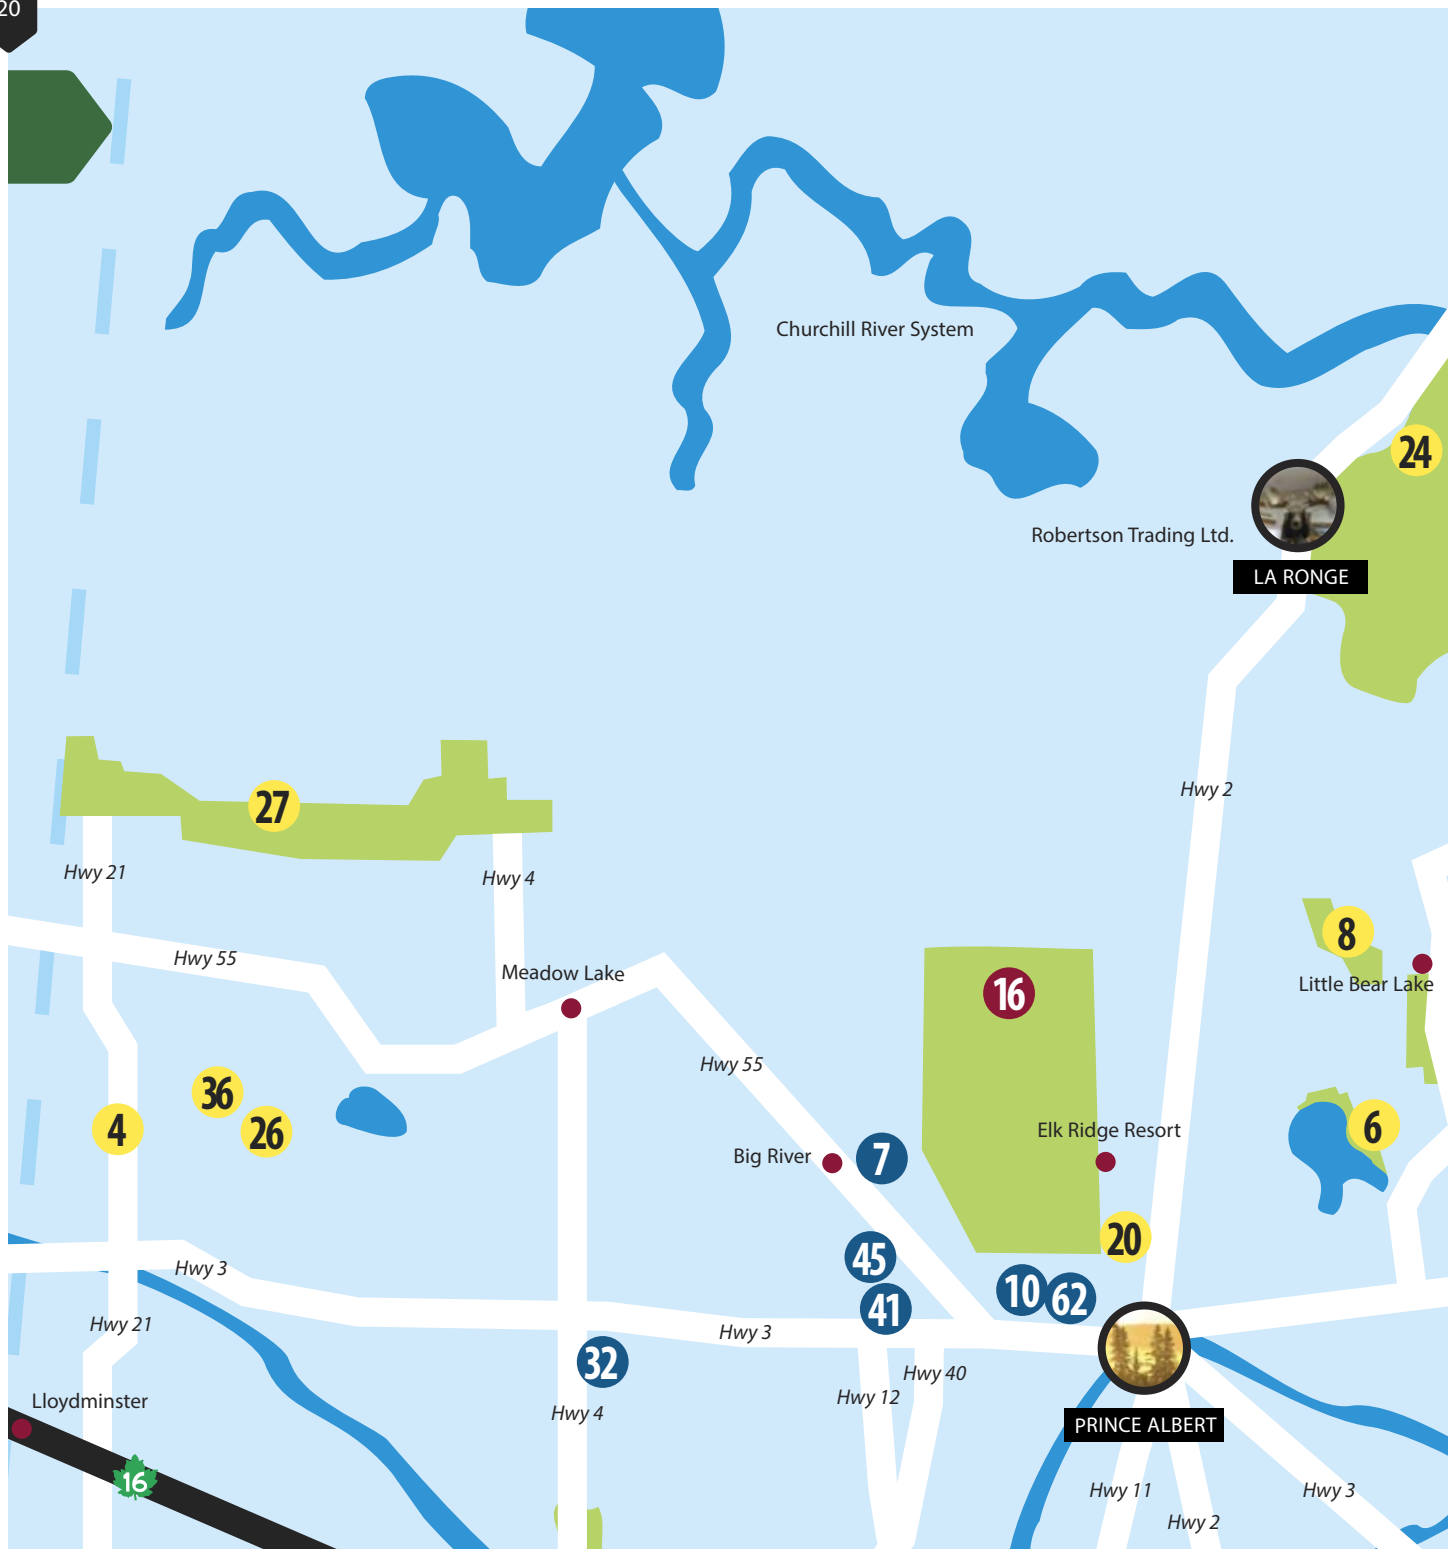 20
Churchill River System
24
Robertson Trading Ltd.
LA RONGE
Hwy 2
27
Hwy 21
Hwy 4
8
Hwy 55
Meadow Lake
16
Little Bear Lake
Hwy 55
36
4
26
6
Elk Ridge Resort
Big River
7
20
45
Hwy 3
10
62
41
Hwy 21
Hwy 3
32
Hwy 40
Hwy 12
Lloydminster
Hwy 4
PRINCE ALBERT
16
Hwy 11
Hwy 3
Hwy 2